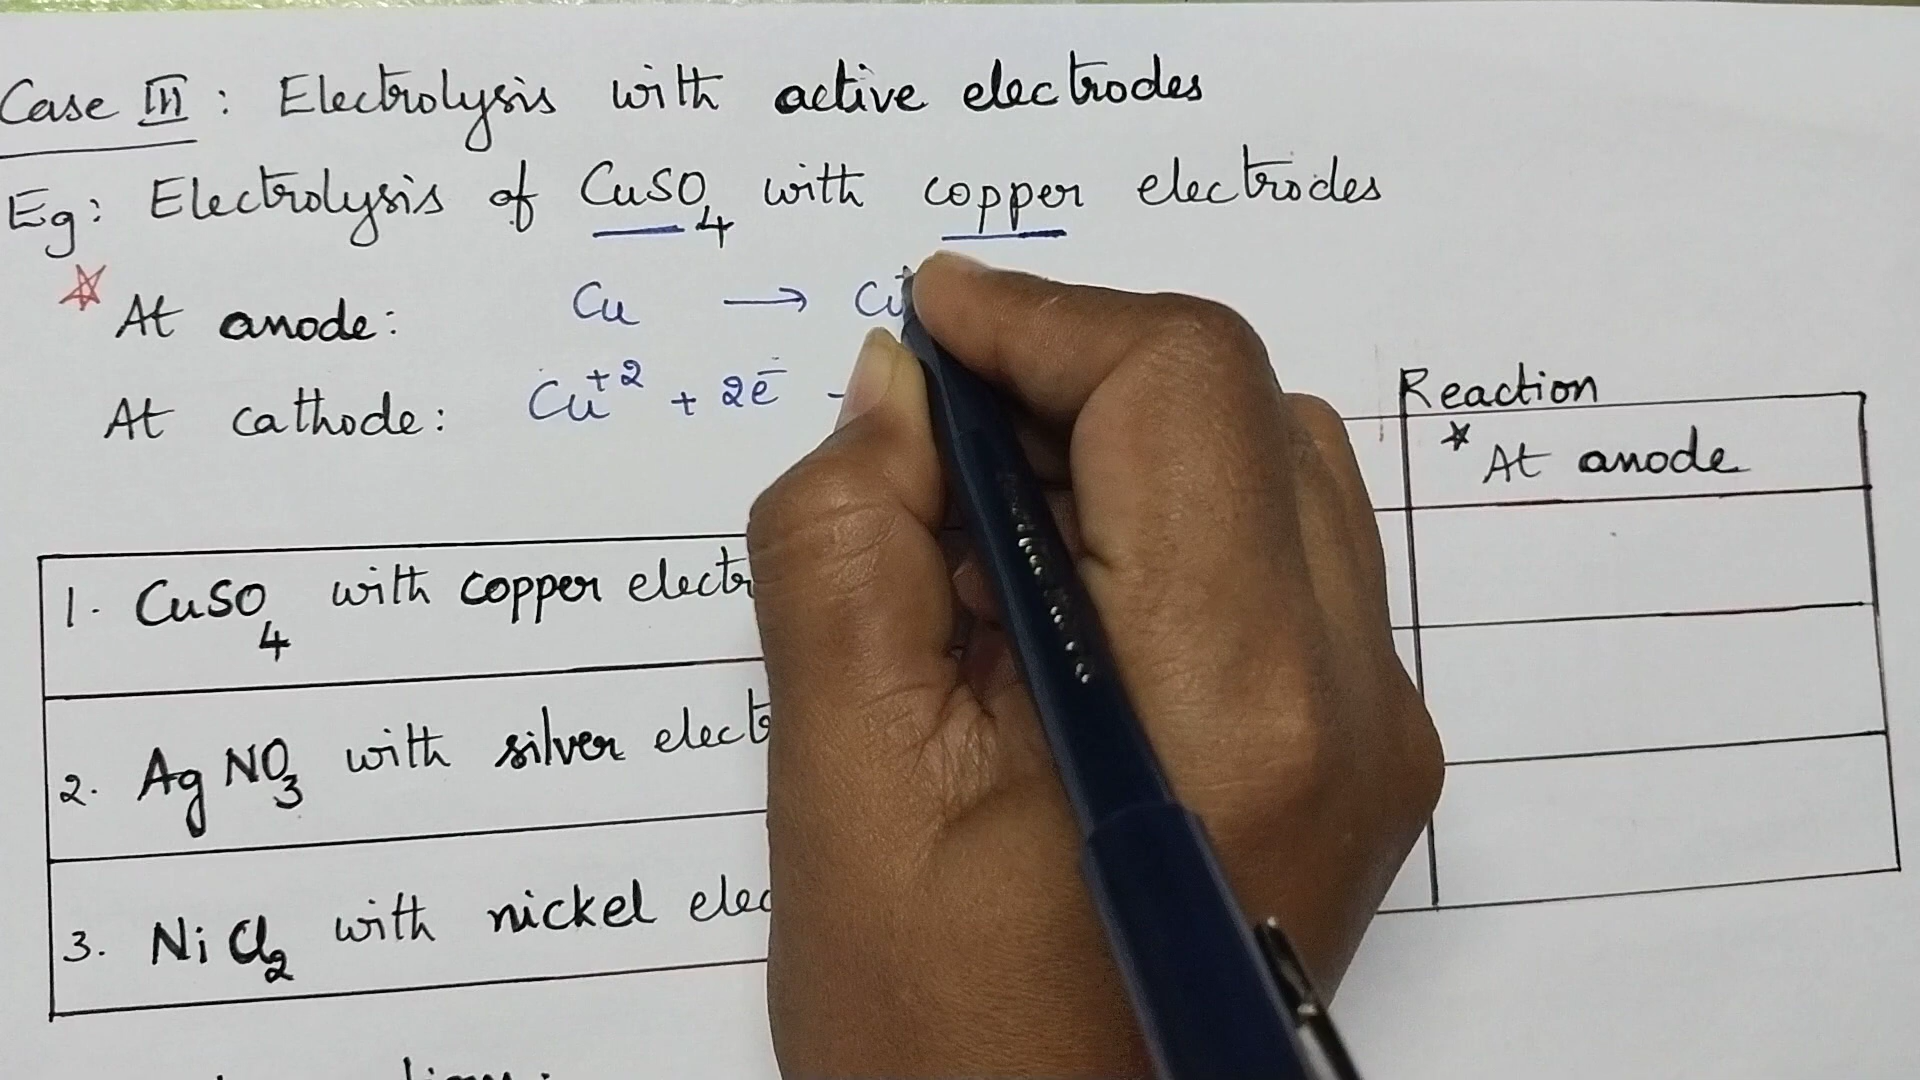 Case III : Electrolysis with active electrodes
Eg: Electrolysis of CuSO4 with copper electrodes
At anode: Cu → Cu+
At cathode: Cu+2 + 2e-
Reaction
At anode
1. CuSO4 with copper electr
2. AgNO3 with silver elect
3. NiCl2 with nickel elec